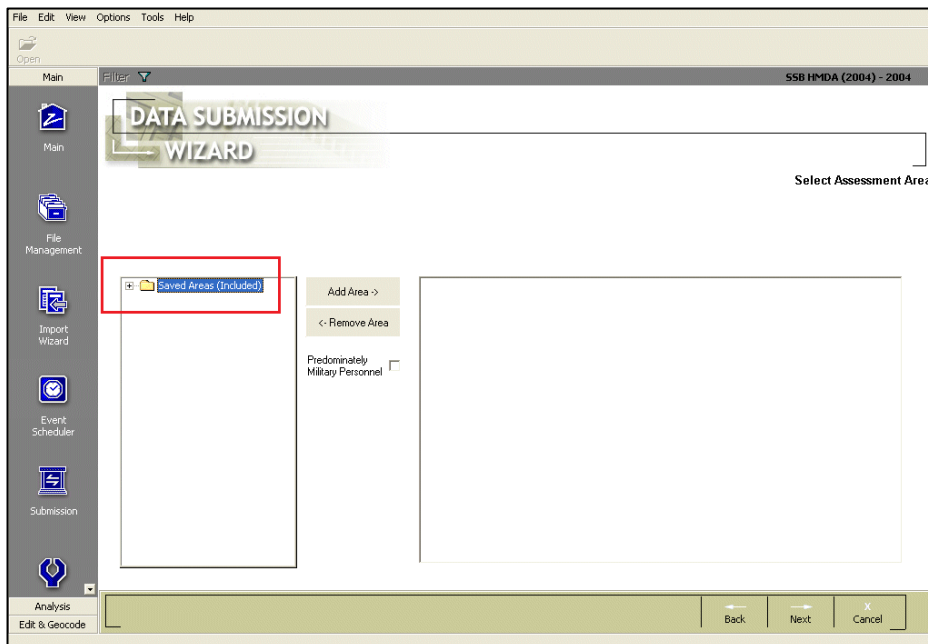 File Edit View Options Tools Help
Open
Main
Filter
SSB HMDA (2004) - 2004
DATA SUBMISSION
WIZARD
Select Assessment Area
Main
File
Management
Import
Wizard
Event
Scheduler
Submission
Saved Areas (Included)
Add Area ->
<- Remove Area
Predominately
Military Personnel
Analysis
Edit & Geocode
Back
Next
X
Cancel